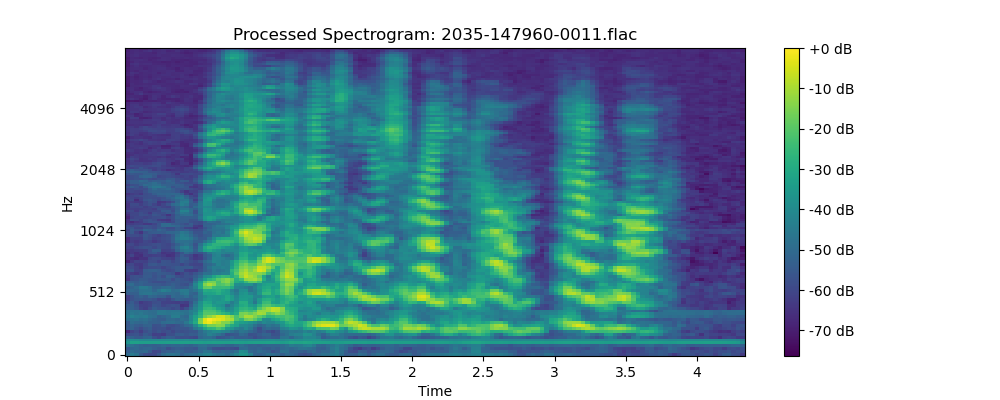 Processed Spectrogram: 2035-147960-0011.flac
+0 dB
-10 dB
-20 dB
-30 dB
-40 dB
-50 dB
-60 dB
-70 dB
4096
2048
1024
512
0
Hz
0 0.5 1 1.5 2 2.5 3 3.5 4
Time